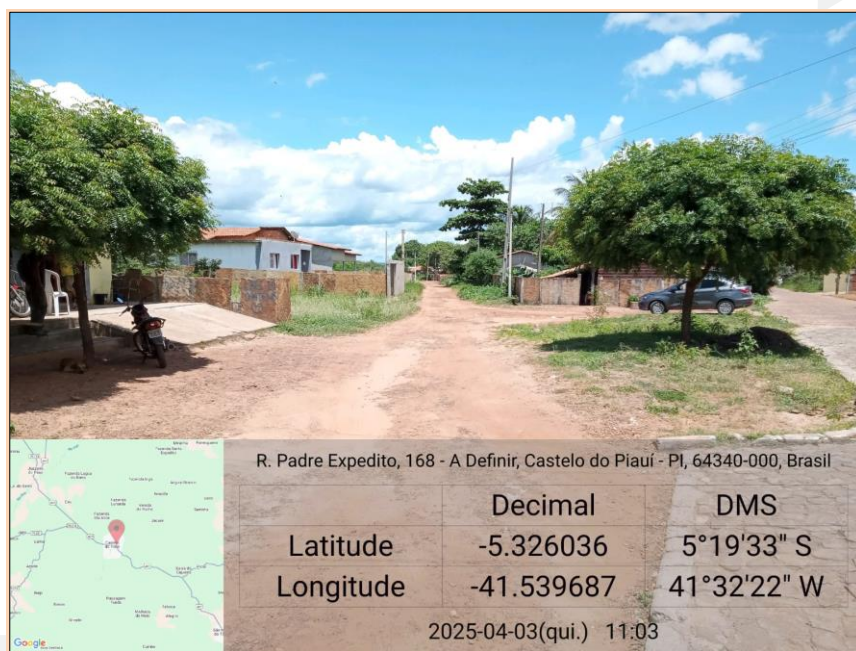 R. Padre Expedito, 168 - A Definir, Castelo do Piauí - PI, 64340-000, Brasil
Decimal DMS
Latitude -5.326036 5°19'33" S
Longitude -41.539687 41°32'22" W
2025-04-03(qui.) 11:03
Google